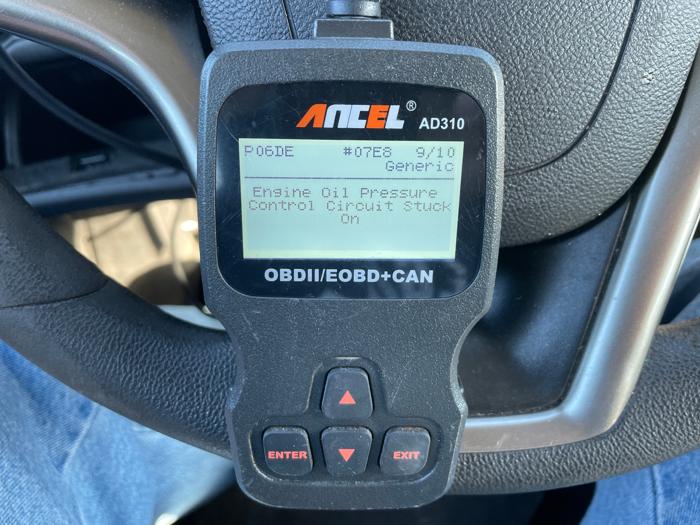 ANCEL® AD310
P06DE #07E8 9/10
Generic
Engine Oil Pressure
Control Circuit Stuck
On
OBDII/EOBD+CAN
ENTER EXIT